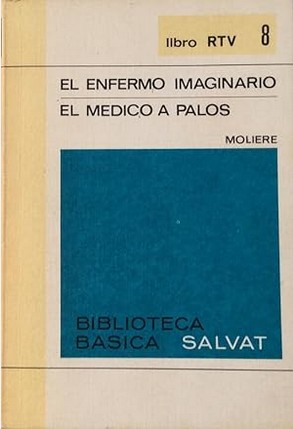 libro RTV 8
EL ENFERMO IMAGINARIO
EL MEDICO A PALOS
MOLIERE
BIBLIOTECA
BASICA SALVAT